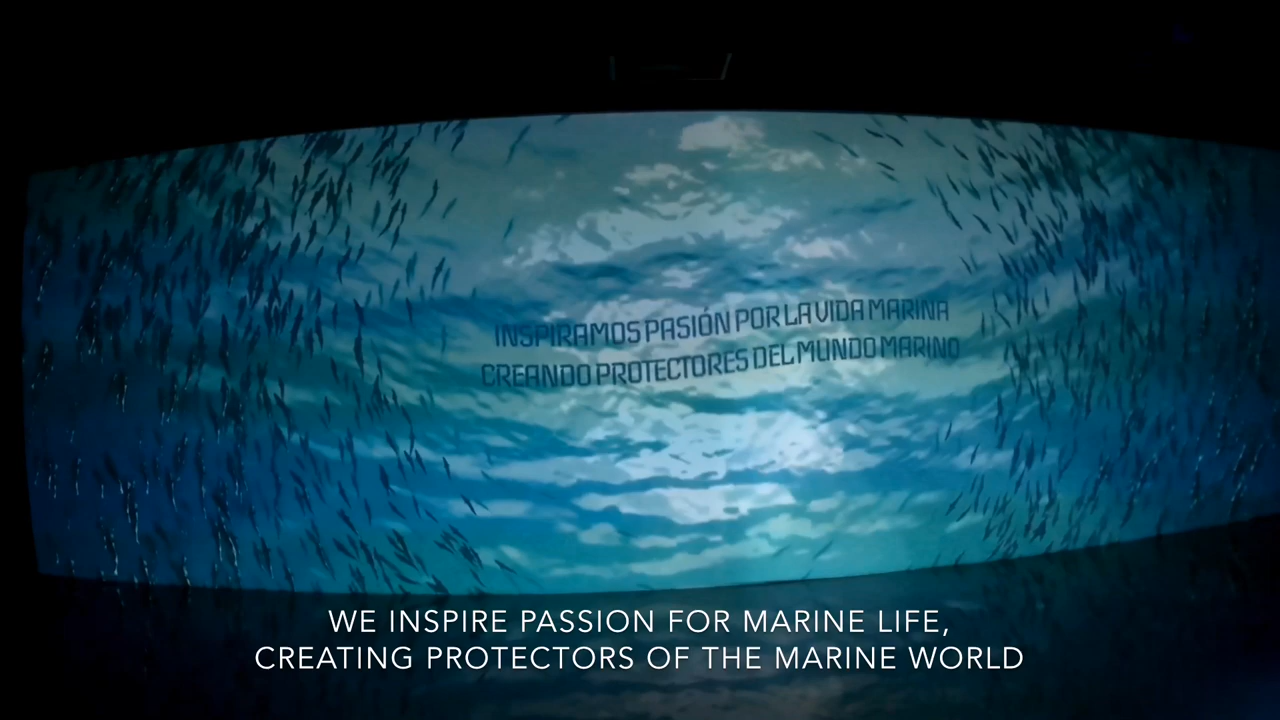 INSPIRAMOS PASIÓN POR LA VIDA MARINA
CREANDO PROTECTORES DEL MUNDO MARINO
WE INSPIRE PASSION FOR MARINE LIFE,
CREATING PROTECTORS OF THE MARINE WORLD